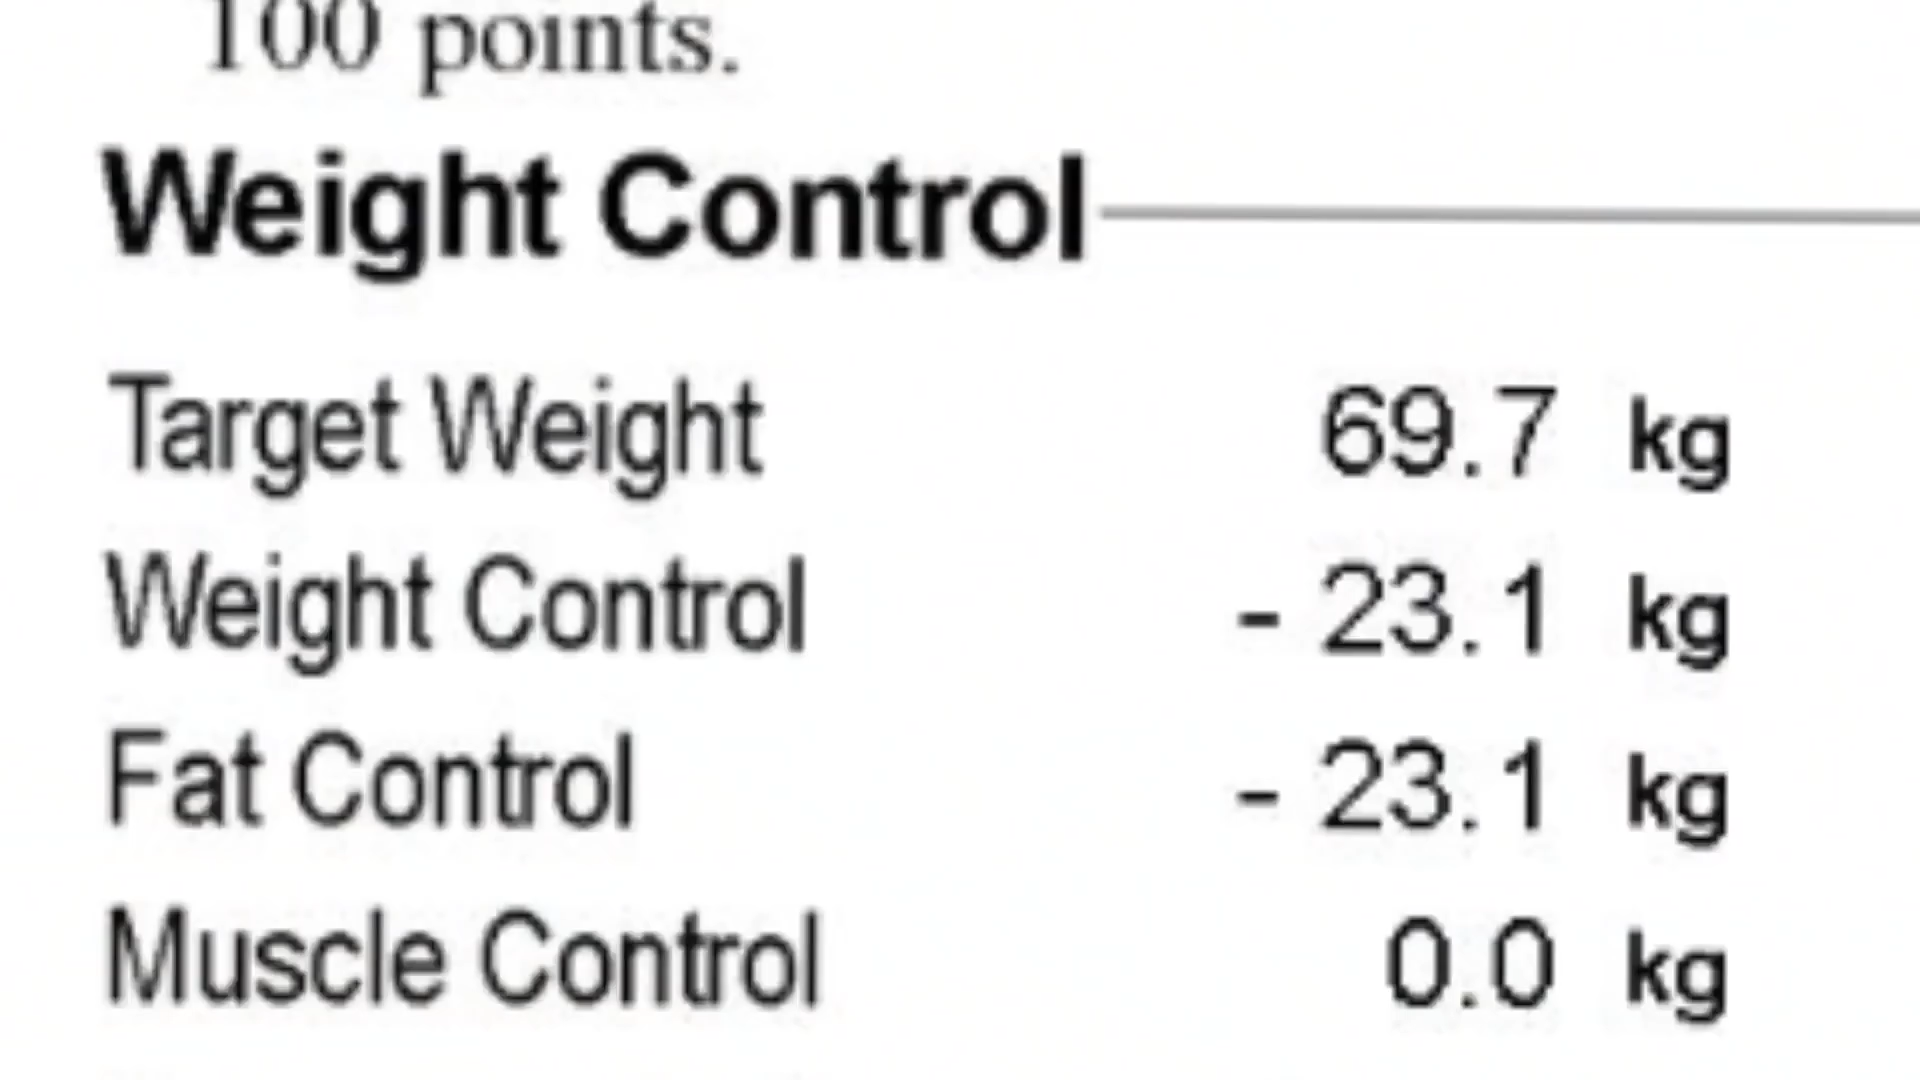 100 points.
Weight Control
Target Weight 69.7 kg
Weight Control - 23.1 kg
Fat Control - 23.1 kg
Muscle Control 0.0 kg